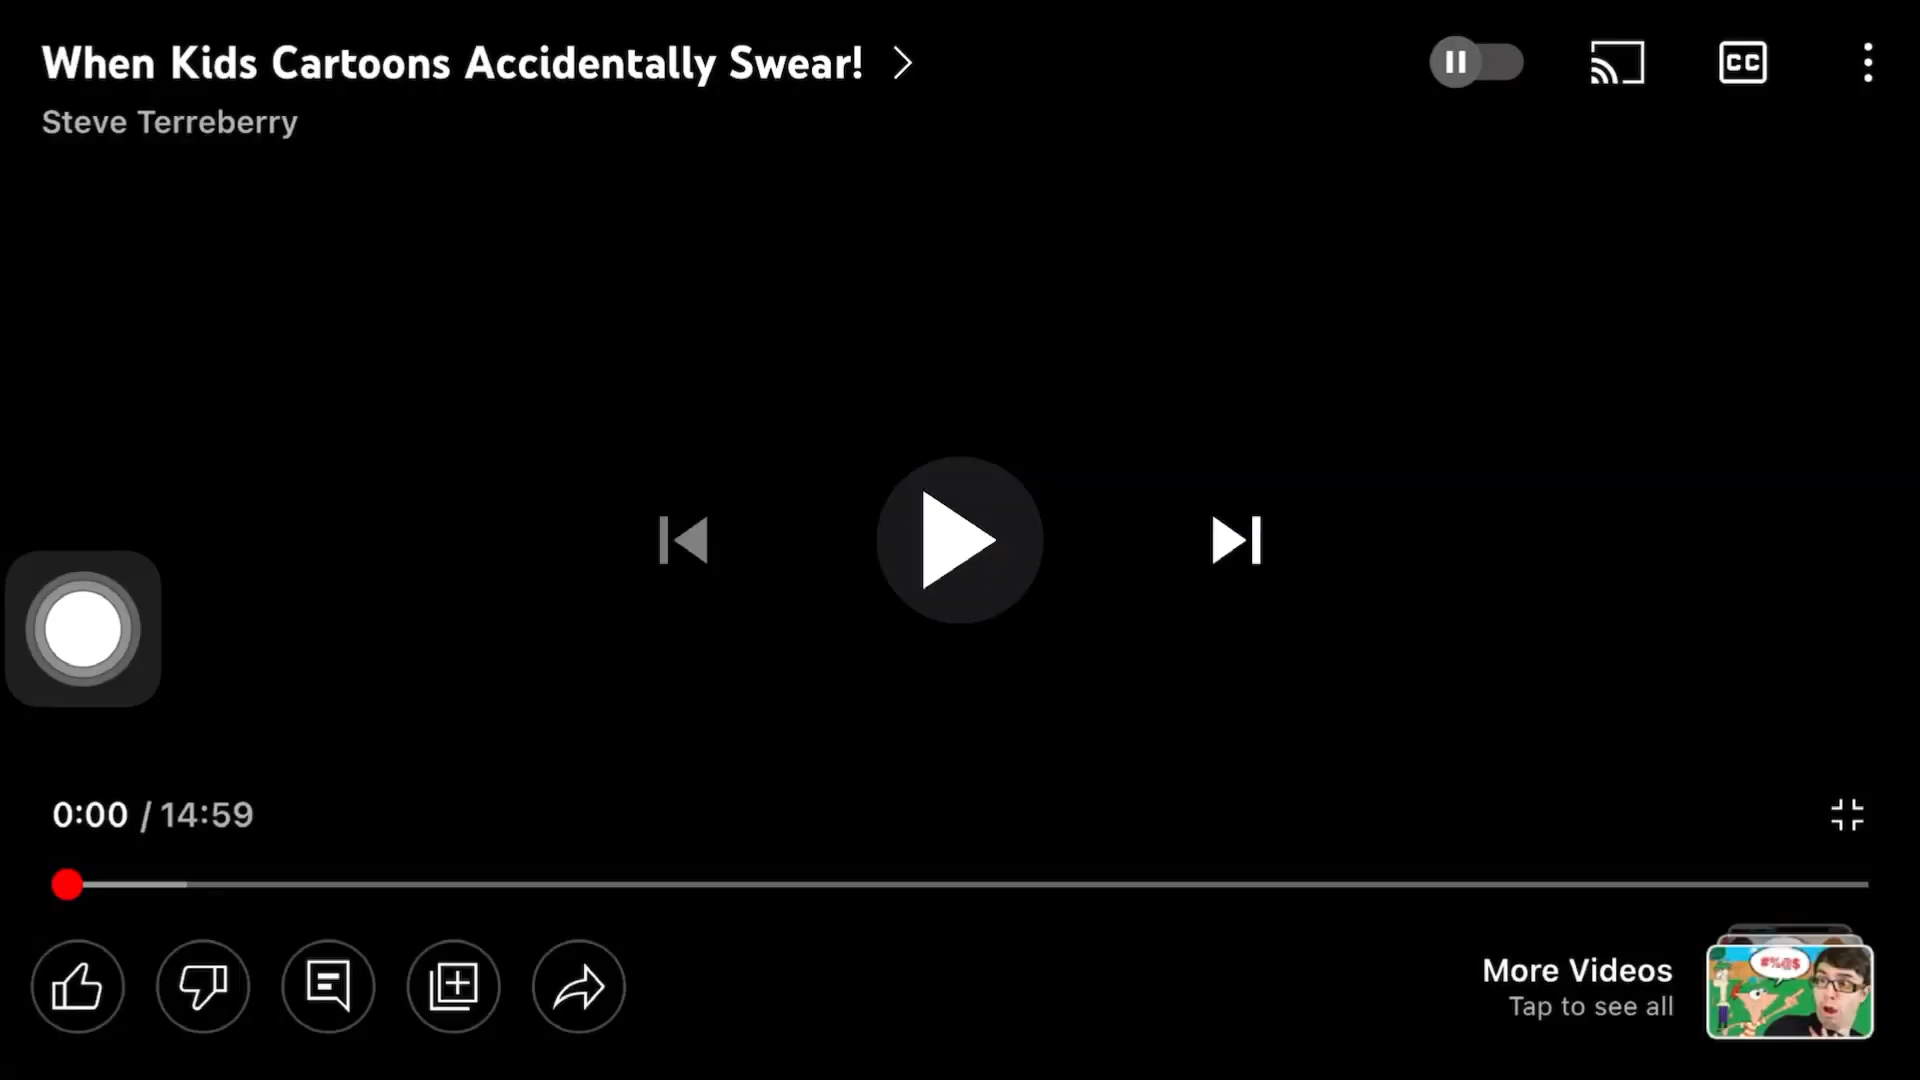 When Kids Cartoons Accidentally Swear!
Steve Terreberry
CC
0:00 / 14:59
More Videos
Tap to see all
#%@$